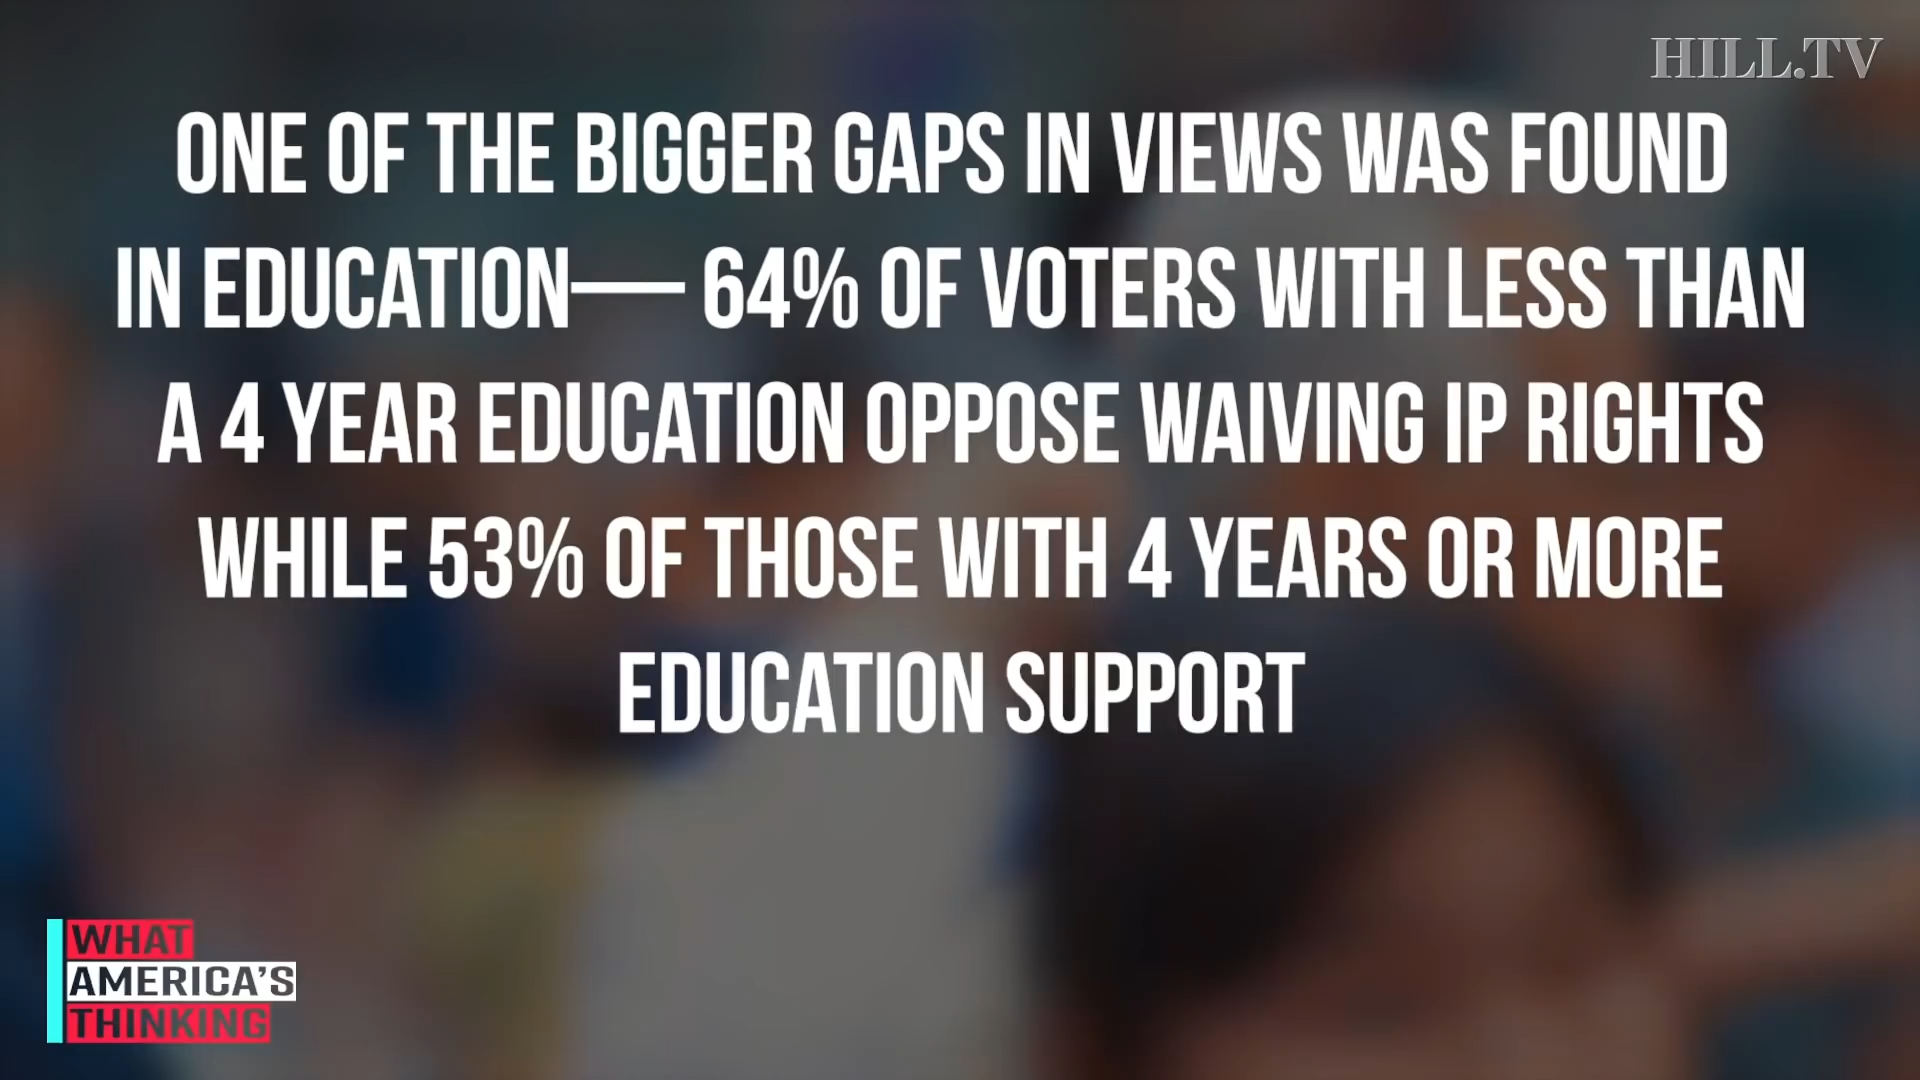 HILL.TV
ONE OF THE BIGGER GAPS IN VIEWS WAS FOUND
IN EDUCATION— 64% OF VOTERS WITH LESS THAN
A 4 YEAR EDUCATION OPPOSE WAIVING IP RIGHTS
WHILE 53% OF THOSE WITH 4 YEARS OR MORE
EDUCATION SUPPORT
WHAT
AMERICA'S
THINKING